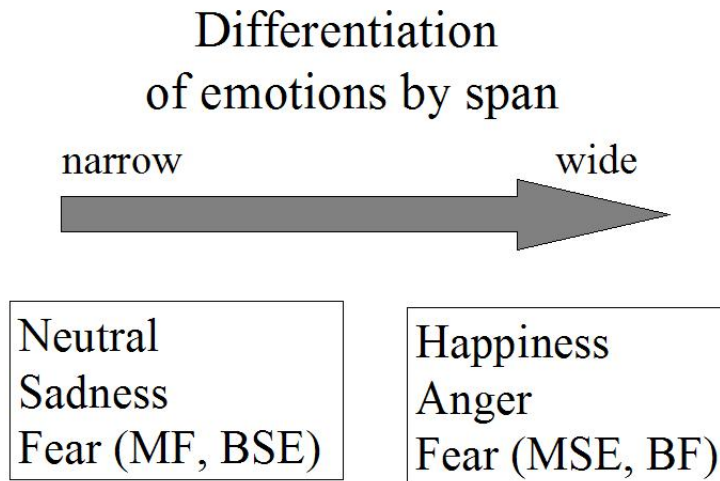 Differentiation
of emotions by span
narrow
wide
Neutral
Sadness
Fear (MF, BSE)
Happiness
Anger
Fear (MSE, BF)